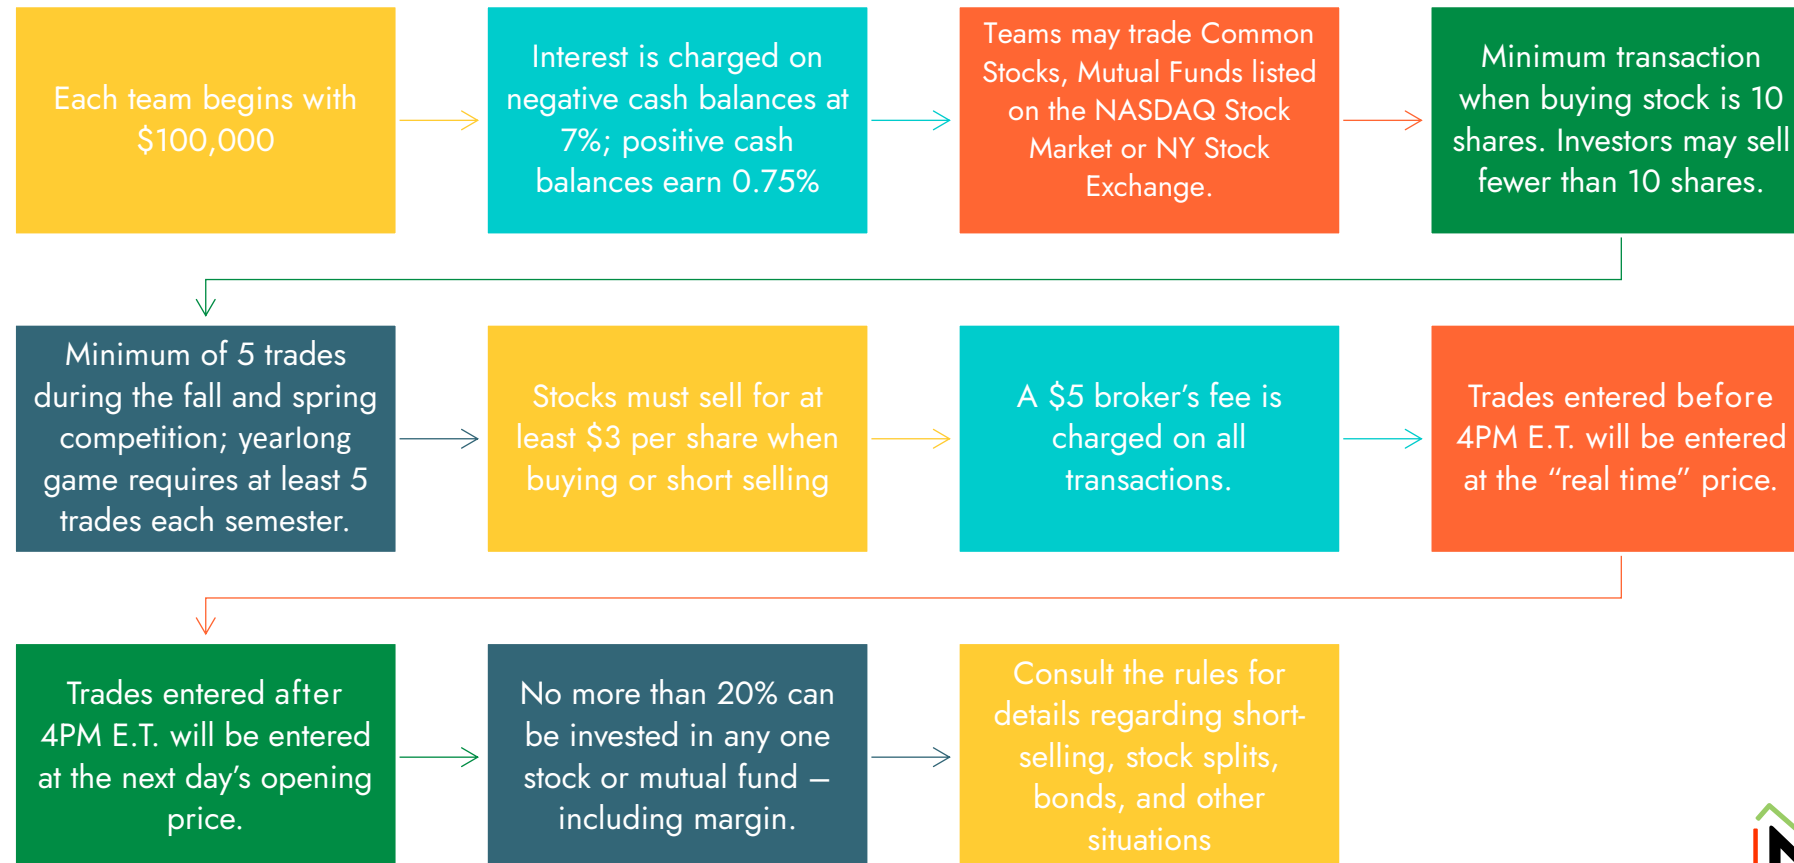 Each team begins with
$100,000
Interest is charged on
negative cash balances at
7%; positive cash
balances earn 0.75%
Teams may trade Common
Stocks, Mutual Funds listed
on the NASDAQ Stock
Market or NY Stock
Exchange.
Minimum transaction
when buying stock is 10
shares. Investors may sell
fewer than 10 shares.
Minimum of 5 trades
during the fall and spring
competition; yearlong
game requires at least 5
trades each semester.
Stocks must sell for at
least $3 per share when
buying or short selling
A $5 broker’s fee is
charged on all
transactions.
Trades entered before
4PM E.T. will be entered
at the “real time” price.
Trades entered after
4PM E.T. will be entered
at the next day’s opening
price.
No more than 20% can
be invested in any one
stock or mutual fund –
including margin.
Consult the rules for
details regarding short-
selling, stock splits,
bonds, and other
situations